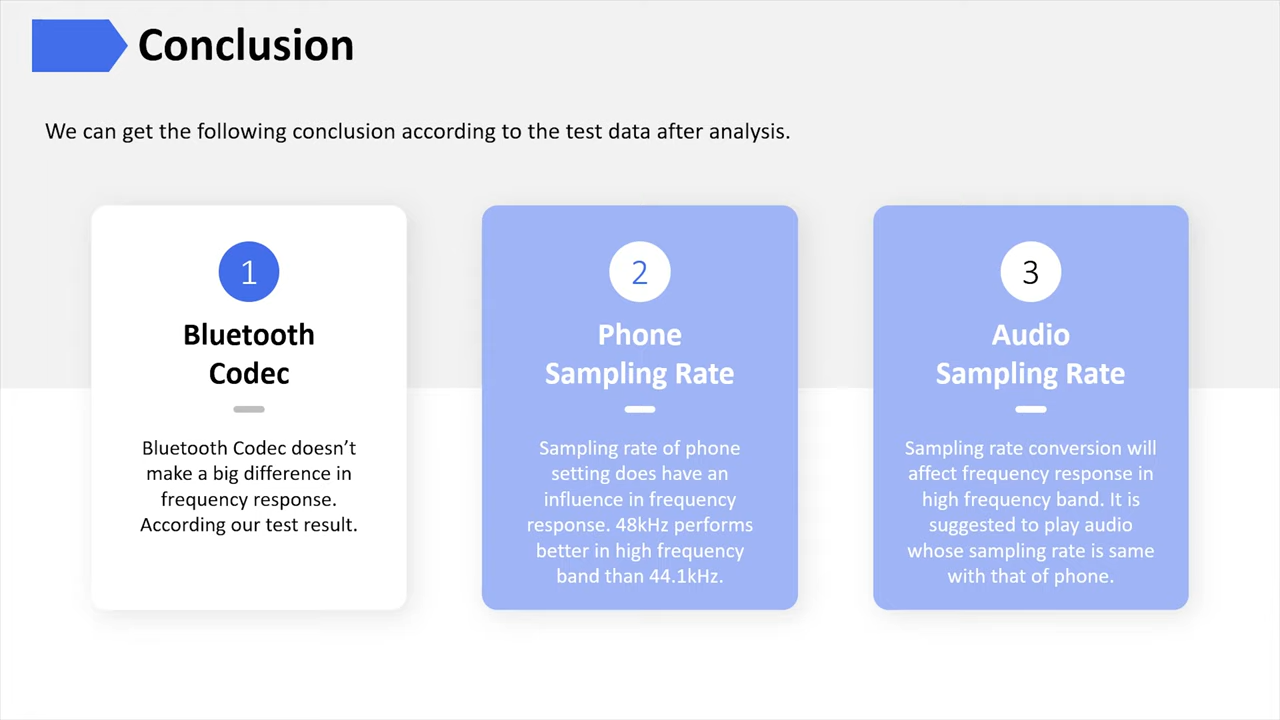 Conclusion
We can get the following conclusion according to the test data after analysis.
1
Bluetooth
Codec
Bluetooth Codec doesn’t
make a big difference in
frequency response.
According our test result.
2
Phone
Sampling Rate
Sampling rate of phone
setting does have an
influence in frequency
response. 48kHz performs
better in high frequency
band than 44.1kHz.
3
Audio
Sampling Rate
Sampling rate conversion will
affect frequency response in
high frequency band. It is
suggested to play audio
whose sampling rate is same
with that of phone.